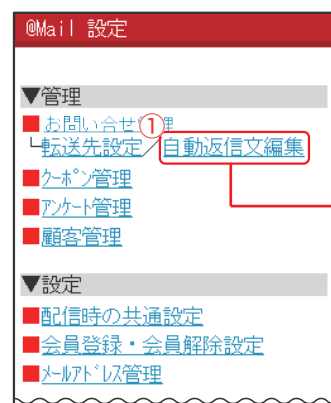 @Mail 設定
▼管理
■お問い合せ管理
└転送先設定/自動返信文編集
①
■ｸｰﾎﾟﾝ管理
■ｱﾝｹｰﾄ管理
■顧客管理
▼設定
■配信時の共通設定
■会員登録・会員解除設定
■ﾒｰﾙｱﾄﾞﾚｽ管理